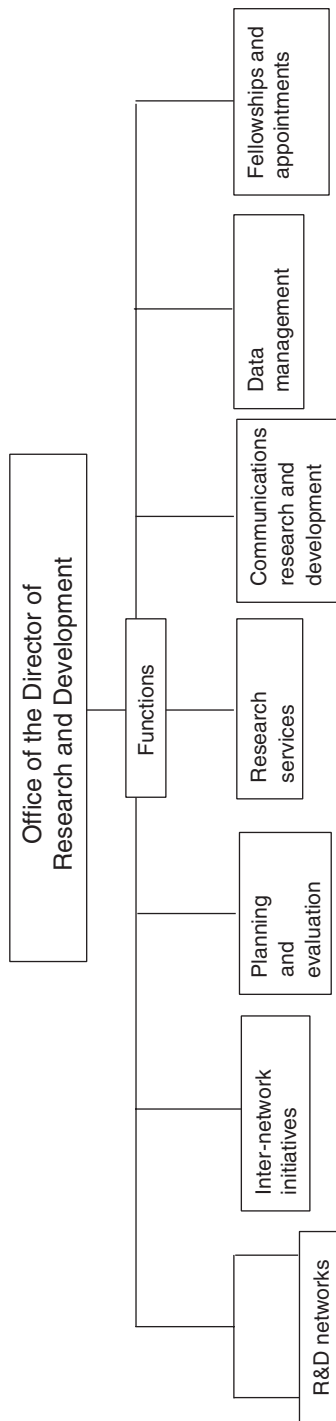 Office of the Director of
Research and Development
Functions
R&D networks
Inter-network
initiatives
Planning
and
evaluation
Research
services
Communications
research and
development
Data
management
Fellowships and
appointments